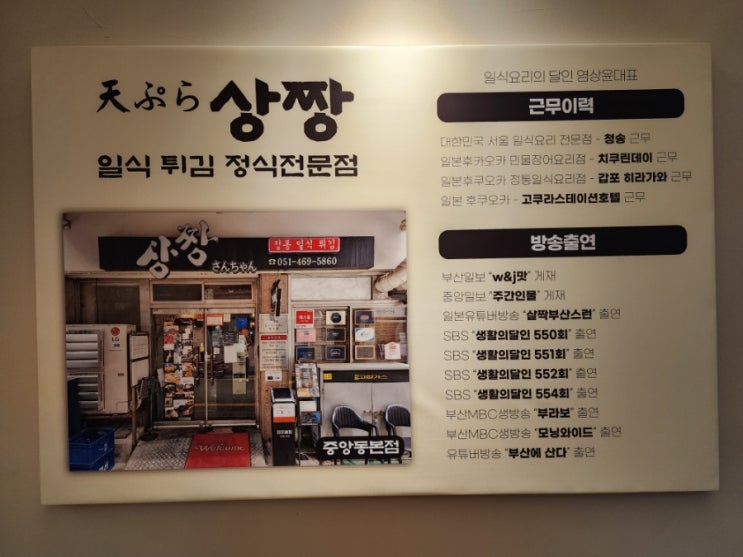 天ぷら 상짱
일식 튀김 정식전문점
상짱
さんちゃん
정통 일식 튀김
☎051-469-5860
LG
Welcome
중앙동본점
일식요리의 달인 염상윤대표
근무이력
대한민국 서울 일식요리 전문점 - 청송 근무
일본후카오카 민물장어요리점 - 치쿠린데이 근무
일본후쿠오카 정통일식요리점 - 갑포 히라가와 근무
일본 후쿠오카 - 고쿠라스테이션호텔 근무
방송출연
부산일보 "w&j맛" 게재
중앙일보 "주간인물" 게재
일본유튜버방송 "살짝부산스런" 출연
SBS "생활의달인 550회" 출연
SBS "생활의달인 551회" 출연
SBS "생활의달인 552회" 출연
SBS "생활의달인 554회" 출연
부산MBC생방송 "부라보" 출연
부산MBC생방송 "모닝와이드" 출연
유튜버방송 "부산에 산다" 출연